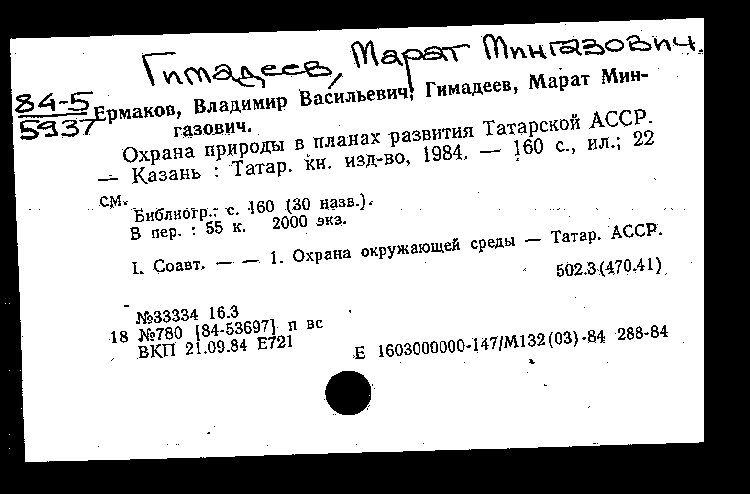 Гимадеев, Марат Мингазович.
84-5
5937
Ермаков, Владимир Васильевич; Гимадеев, Марат Мин-
газович.
Охрана природы в планах развития Татарской АССР.
— Казань : Татар. кн. изд-во, 1984. — 160 с., ил.; 22
см.
Библиогр.: с. 160 (30 назв.).
В пер. : 55 к. 2000 экз.
I. Соавт. — — 1. Охрана окружающей среды — Татар. АССР.
502.3(470.41)
№33334 16.3
18 №780 [84-53697] п вс
ВКП 21.09.84 Е721
Е 1603000000-147/М132(03)-84 288-84